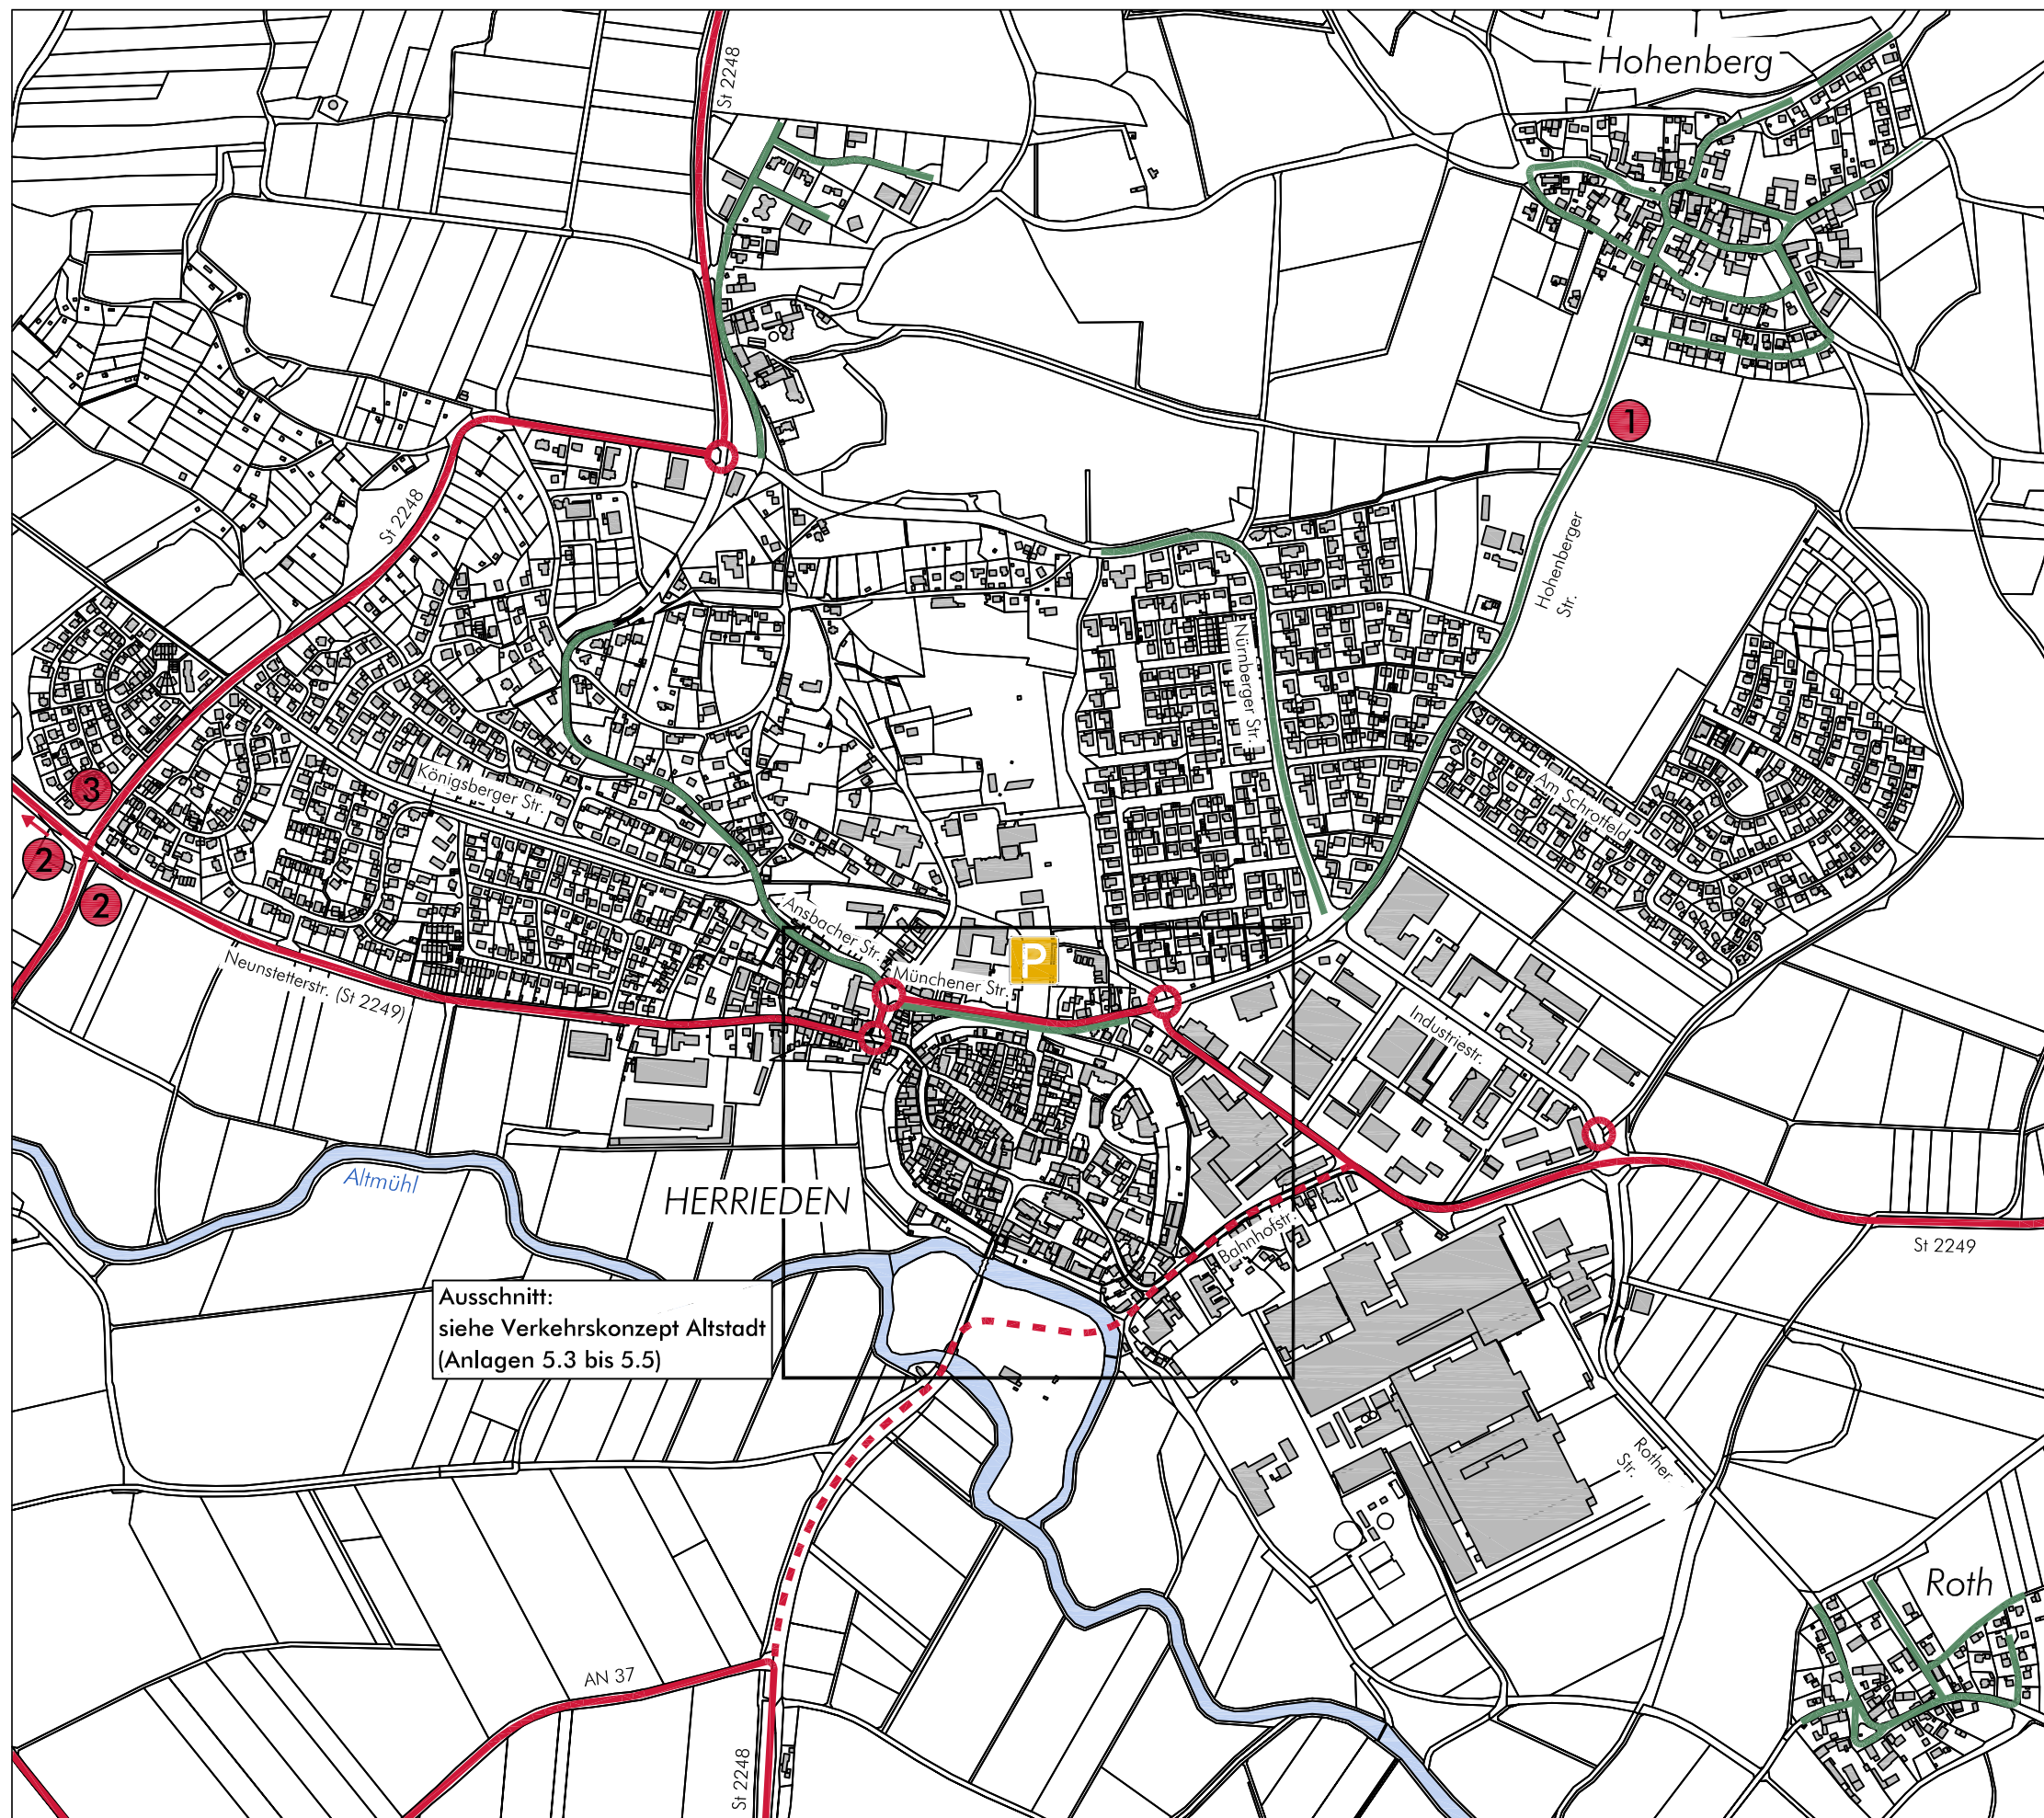 Hohenberg
St 2248
1
St 2248
Hohenberger
Str.
Nürnberger Str.
Königsberger Str.
Am Schrotfeld
3
2
2
Ansbacher Str.
P
Münchener Str.
Neunstetterstr. (St 2249)
Industriestr.
Altmühl
HERRIEDEN
Bahnhofstr.
St 2249
Ausschnitt:
siehe Verkehrskonzept Altstadt
(Anlagen 5.3 bis 5.5)
Rother
Str.
Roth
AN 37
St 2248